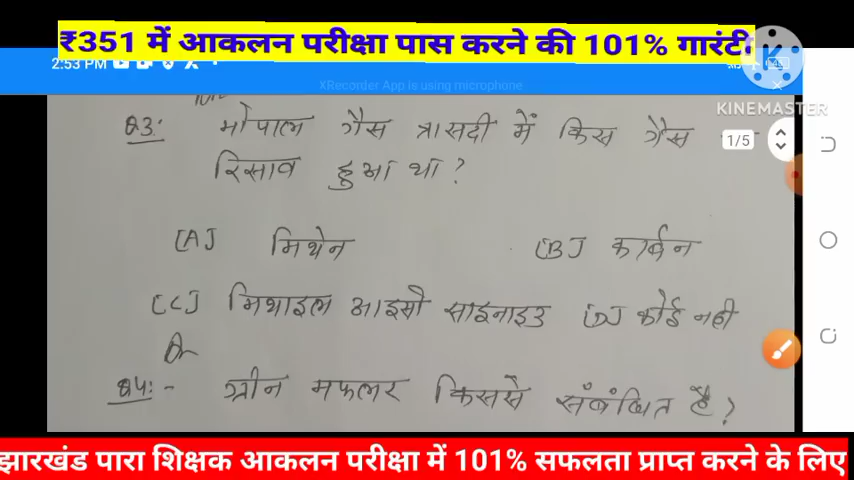 ₹351 में आकलन परीक्षा पास करने की 101% गारंटी
2:53 PM
XRecorder App is using microphone
KINEMASTER
1/5
Q3: भोपाल गैस त्रासदी में किस गैस
रिसाव हुआ था?
[A] मिथेन [B] कार्बन
[C] मिथाइल आइसो साइनाइड [D] कोई नही
Q4:- ग्रीन मफलर किससे संबंधित है?
झारखंड पारा शिक्षक आकलन परीक्षा में 101% सफलता प्राप्त करने के लिए